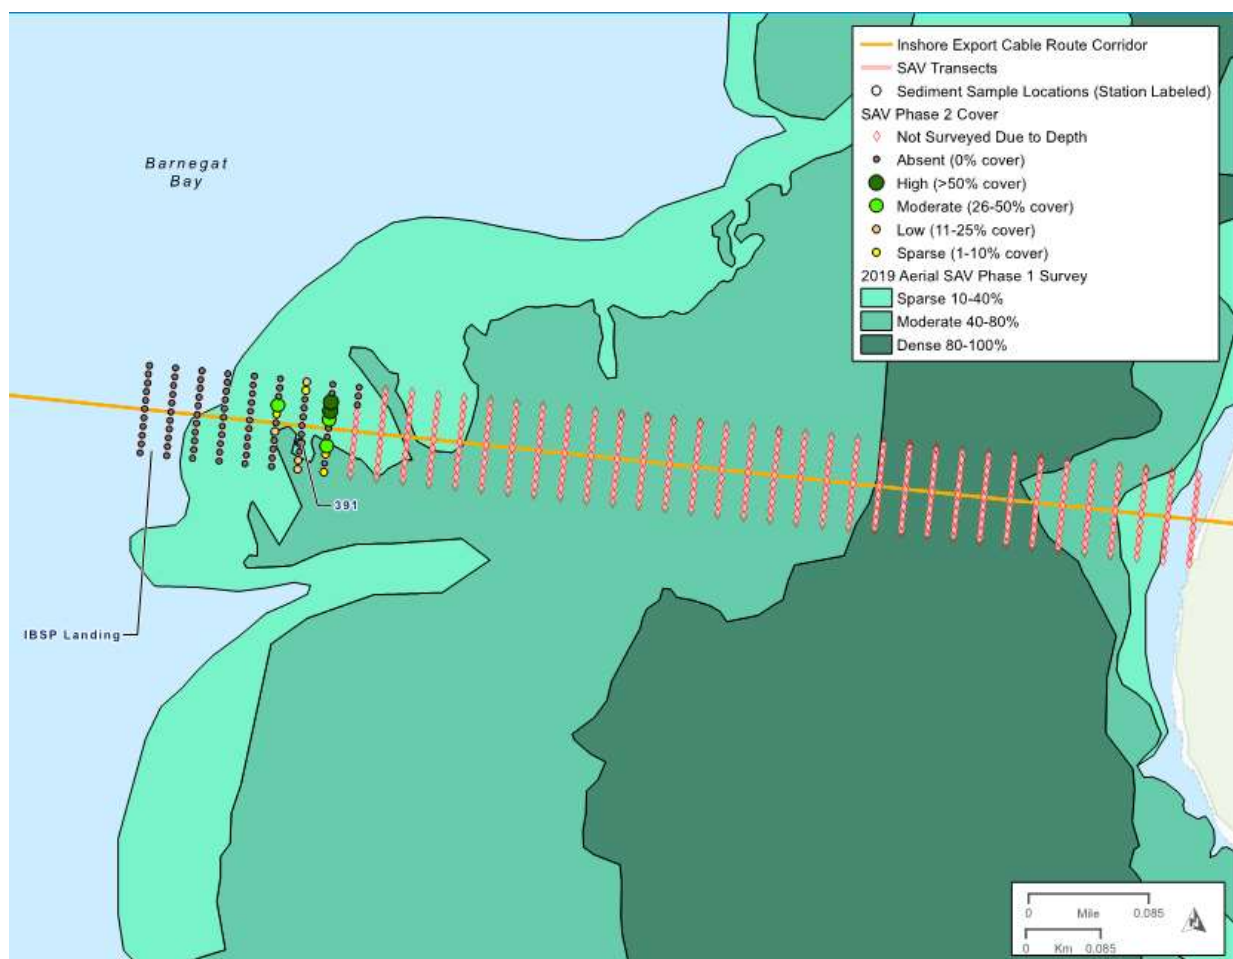 Inshore Export Cable Route Corridor
SAV Transects
Sediment Sample Locations (Station Labeled)
SAV Phase 2 Cover
Not Surveyed Due to Depth
Absent (0% cover)
High (>50% cover)
Moderate (26-50% cover)
Low (11-25% cover)
Sparse (1-10% cover)
2019 Aerial SAV Phase 1 Survey
Sparse 10-40%
Moderate 40-80%
Dense 80-100%
Barnegat
Bay
391
IBSP Landing
0 Mile 0.085
0 Km 0.085